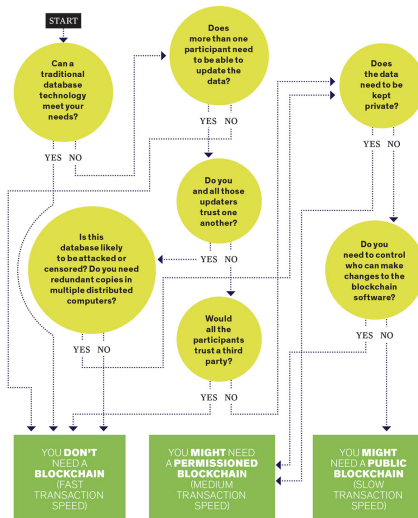 START
Can a
traditional
database
technology
meet your
needs?
YES NO
Does
more than one
participant need
to be able to
update the
data?
YES NO
Does
the data
need to be
kept
private?
YES NO
Do you
and all those
updaters
trust one
another?
YES NO
Is this
database likely
to be attacked or
censored? Do you need
redundant copies in
multiple distributed
computers?
YES NO
Do you
need to control
who can make
changes to the
blockchain
software?
YES NO
Would
all the
participants
trust a third
party?
YES NO
YOU DON'T
NEED A
BLOCKCHAIN
(FAST
TRANSACTION
SPEED)
YOU MIGHT NEED
A PERMISSIONED
BLOCKCHAIN
(MEDIUM
TRANSACTION
SPEED)
YOU MIGHT
NEED A PUBLIC
BLOCKCHAIN
(SLOW
TRANSACTION
SPEED)